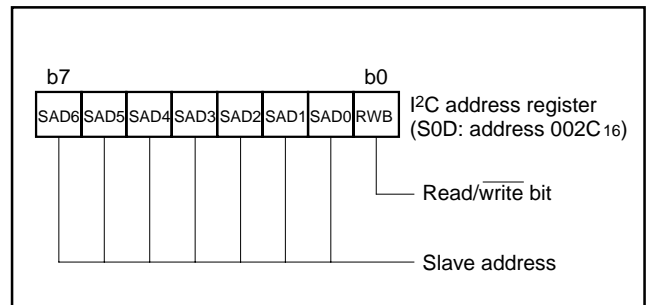 b7 b0
SAD6 SAD5 SAD4 SAD3 SAD2 SAD1 SAD0 RWB
I²C address register
(S0D: address 002C₁₆)
Read/w̅r̅i̅t̅e̅ bit
Slave address